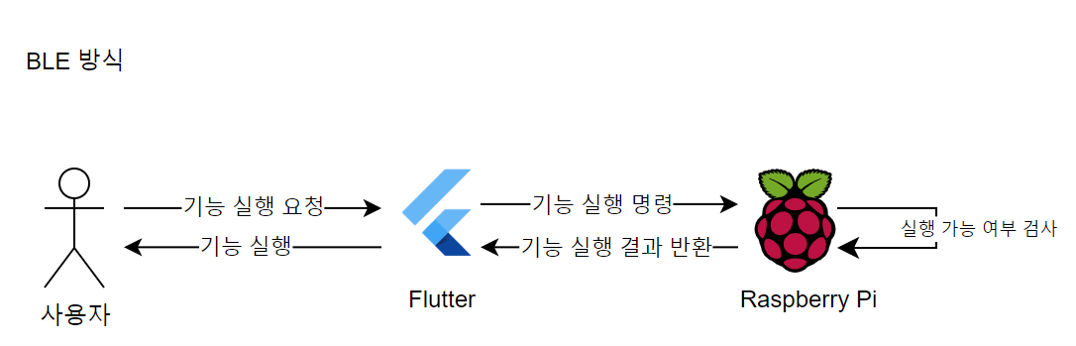 BLE 방식
기능 실행 요청
기능 실행 명령
실행 가능 여부 검사
기능 실행
기능 실행 결과 반환
사용자
Flutter
Raspberry Pi